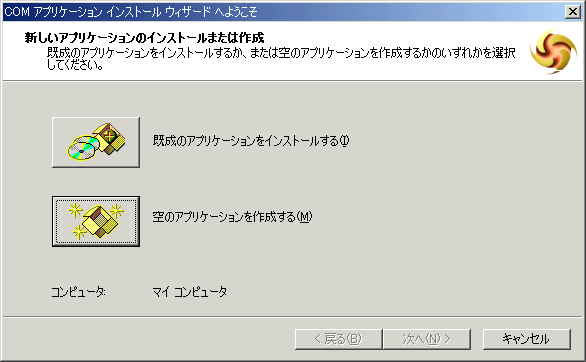 COM アプリケーション インストール ウィザード へようこそ
新しいアプリケーションのインストールまたは作成
既成のアプリケーションをインストールするか、または空のアプリケーションを作成するかのいずれかを選択
してください。
既成のアプリケーションをインストールする(I)
空のアプリケーションを作成する(M)
コンピュータ: マイ コンピュータ
< 戻る(B) 次へ(N) > キャンセル